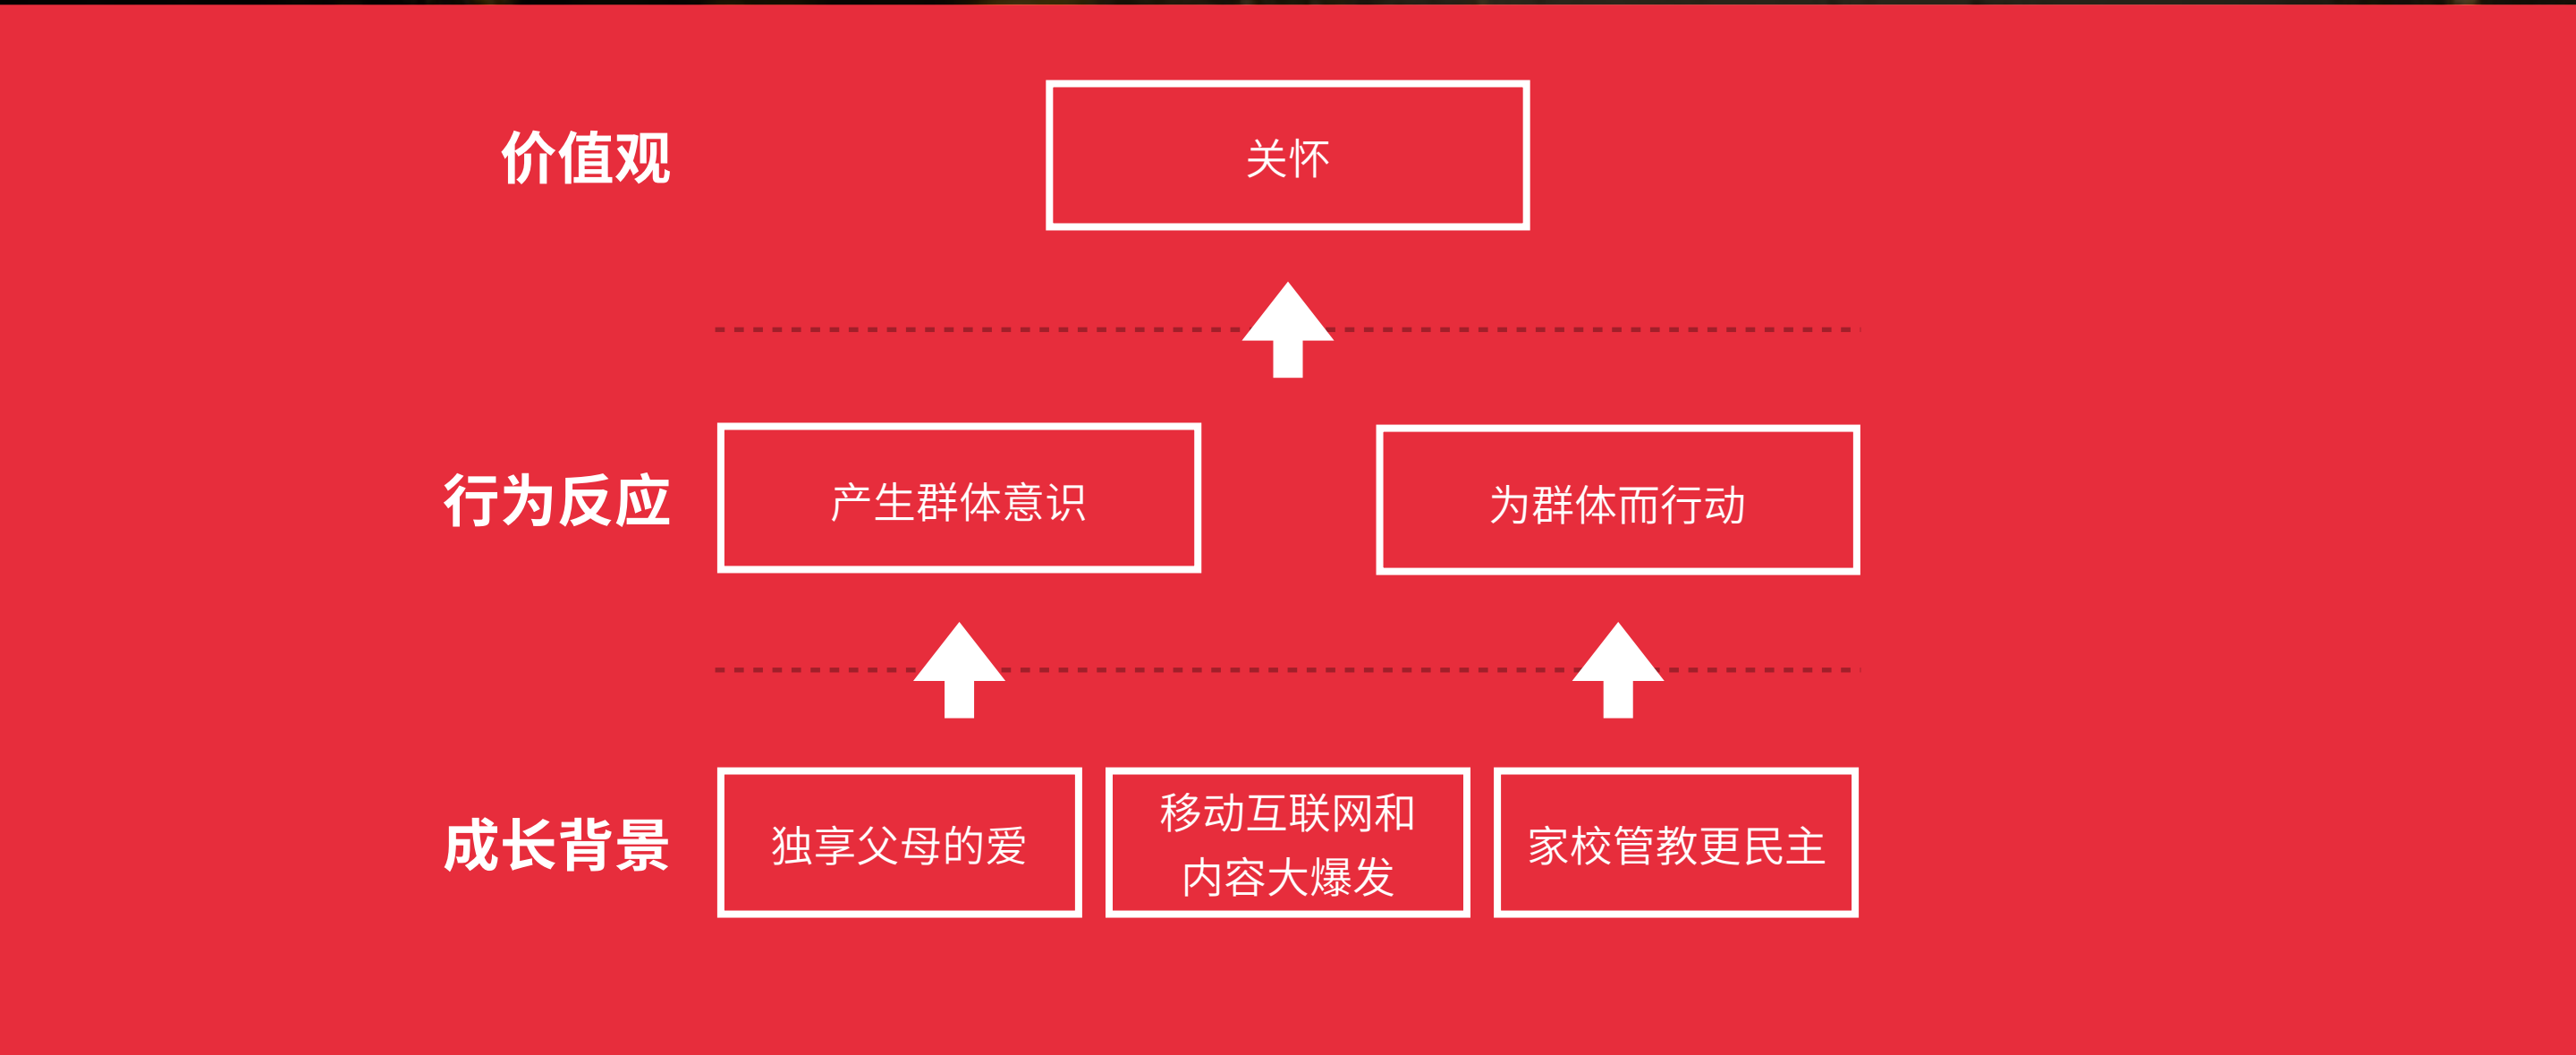 价值观
关怀
行为反应
产生群体意识
为群体而行动
成长背景
独享父母的爱
移动互联网和
内容大爆发
家校管教更民主